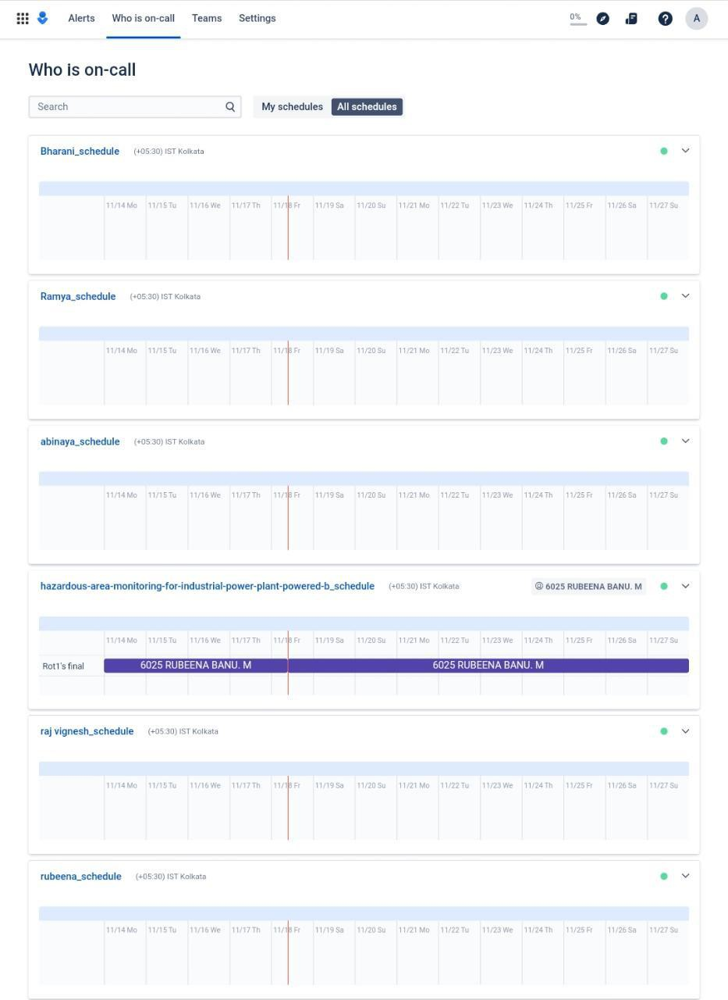 Alerts Who is on-call Teams Settings 0% A
Who is on-call
Search My schedules All schedules
Bharani_schedule (+05:30) IST Kolkata
11/14 Mo 11/15 Tu 11/16 We 11/17 Th 11/18 Fr 11/19 Sa 11/20 Su 11/21 Mo 11/22 Tu 11/23 We 11/24 Th 11/25 Fr 11/26 Sa 11/27 Su
Ramya_schedule (+05:30) IST Kolkata
11/14 Mo 11/15 Tu 11/16 We 11/17 Th 11/18 Fr 11/19 Sa 11/20 Su 11/21 Mo 11/22 Tu 11/23 We 11/24 Th 11/25 Fr 11/26 Sa 11/27 Su
abinaya_schedule (+05:30) IST Kolkata
11/14 Mo 11/15 Tu 11/16 We 11/17 Th 11/18 Fr 11/19 Sa 11/20 Su 11/21 Mo 11/22 Tu 11/23 We 11/24 Th 11/25 Fr 11/26 Sa 11/27 Su
hazardous-area-monitoring-for-industrial-power-plant-powered-b_schedule (+05:30) IST Kolkata 6025 RUBEENA BANU. M
11/14 Mo 11/15 Tu 11/16 We 11/17 Th 11/18 Fr 11/19 Sa 11/20 Su 11/21 Mo 11/22 Tu 11/23 We 11/24 Th 11/25 Fr 11/26 Sa 11/27 Su
Rot1's final 6025 RUBEENA BANU. M 6025 RUBEENA BANU. M
raj vignesh_schedule (+05:30) IST Kolkata
11/14 Mo 11/15 Tu 11/16 We 11/17 Th 11/18 Fr 11/19 Sa 11/20 Su 11/21 Mo 11/22 Tu 11/23 We 11/24 Th 11/25 Fr 11/26 Sa 11/27 Su
rubeena_schedule (+05:30) IST Kolkata
11/14 Mo 11/15 Tu 11/16 We 11/17 Th 11/18 Fr 11/19 Sa 11/20 Su 11/21 Mo 11/22 Tu 11/23 We 11/24 Th 11/25 Fr 11/26 Sa 11/27 Su